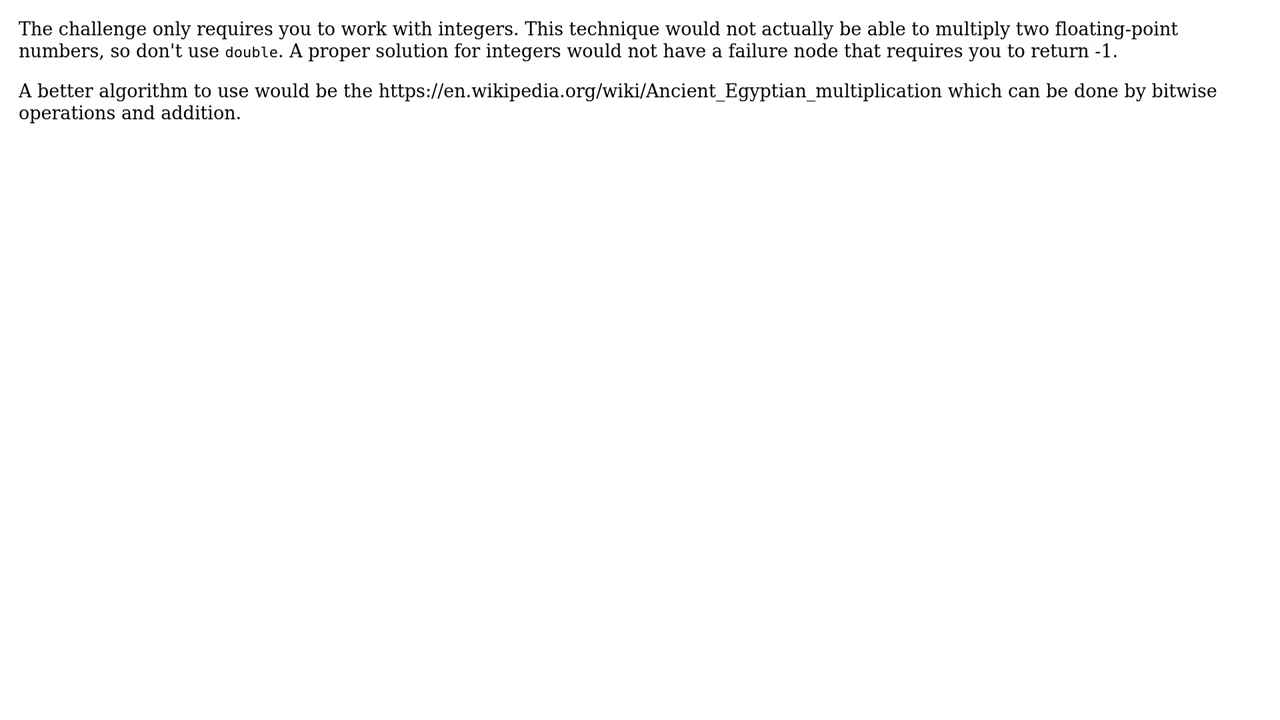 The challenge only requires you to work with integers. This technique would not actually be able to multiply two floating-point
numbers, so don't use double. A proper solution for integers would not have a failure node that requires you to return -1.
A better algorithm to use would be the https://en.wikipedia.org/wiki/Ancient_Egyptian_multiplication which can be done by bitwise
operations and addition.